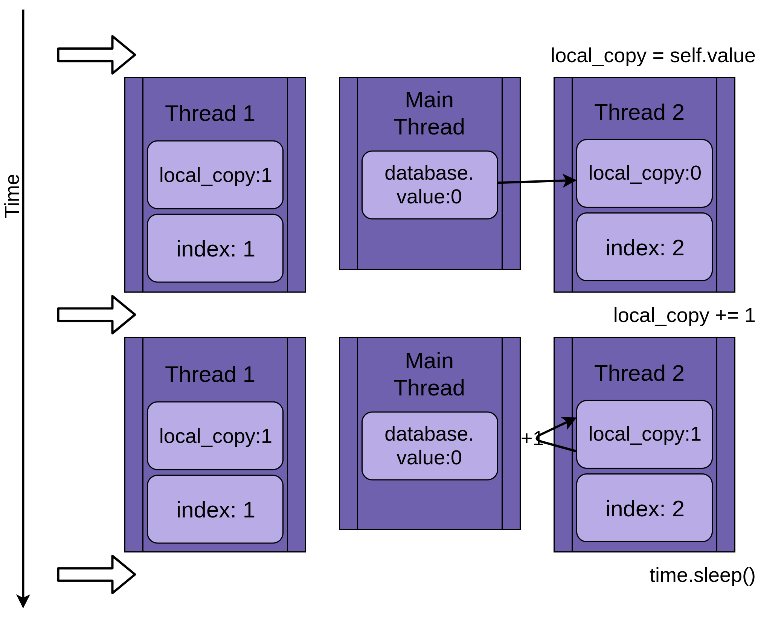 local_copy = self.value
Thread 1
Main
Thread
Thread 2
local_copy:1
database.
value:0
local_copy:0
index: 1
index: 2
Time
local_copy += 1
Thread 1
Main
Thread
Thread 2
local_copy:1
database.
value:0
+1
local_copy:1
index: 1
index: 2
time.sleep()